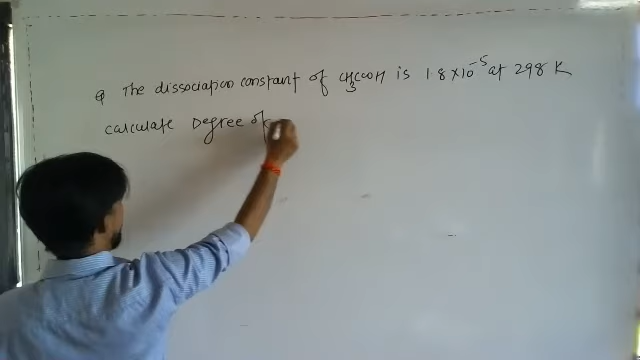 Q The dissociation constant of CH3COOH is 1.8×10⁻⁵ at 298 K
calculate Degree of